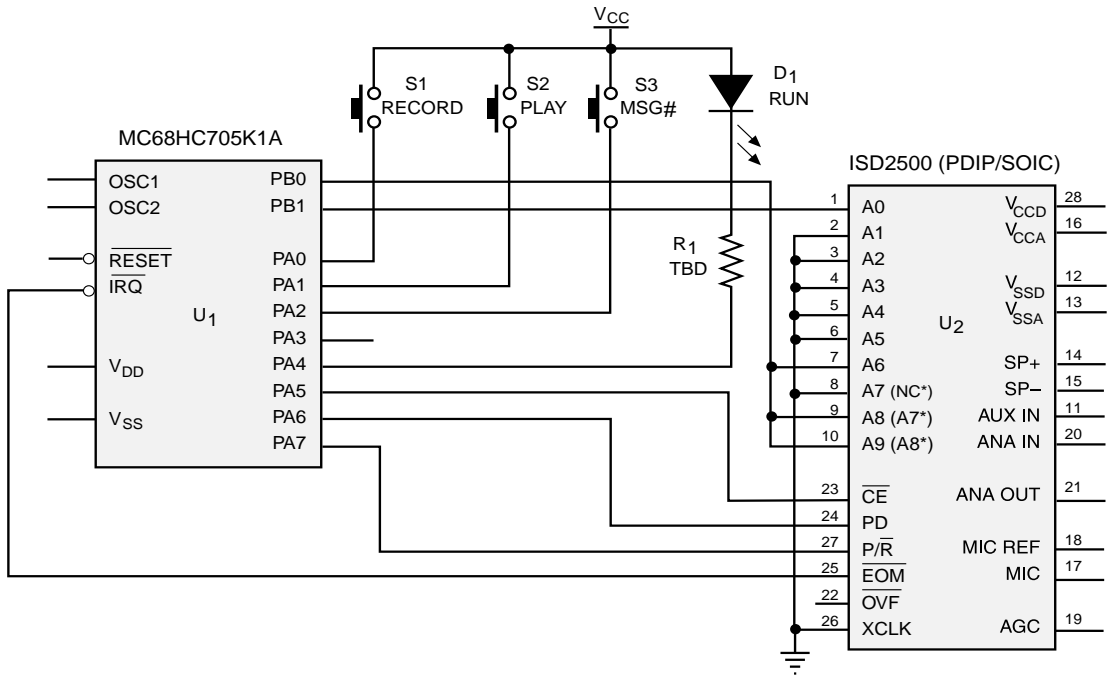 VCC
S1
RECORD
S2
PLAY
S3
MSG#
D1
RUN
MC68HC705K1A
OSC1
OSC2
RESET
IRQ
VDD
VSS
U1
PB0
PB1
PA0
PA1
PA2
PA3
PA4
PA5
PA6
PA7
R1
TBD
ISD2500 (PDIP/SOIC)
1 A0
2 A1
3 A2
4 A3
5 A4
6 A5
7 A6
8 A7 (NC*)
9 A8 (A7*)
10 A9 (A8*)
23 CE
24 PD
27 P/R
25 EOM
22 OVF
26 XCLK
U2
VCCD 28
VCCA 16
VSSD 12
VSSA 13
SP+ 14
SP– 15
AUX IN 11
ANA IN 20
ANA OUT 21
MIC REF 18
MIC 17
AGC 19